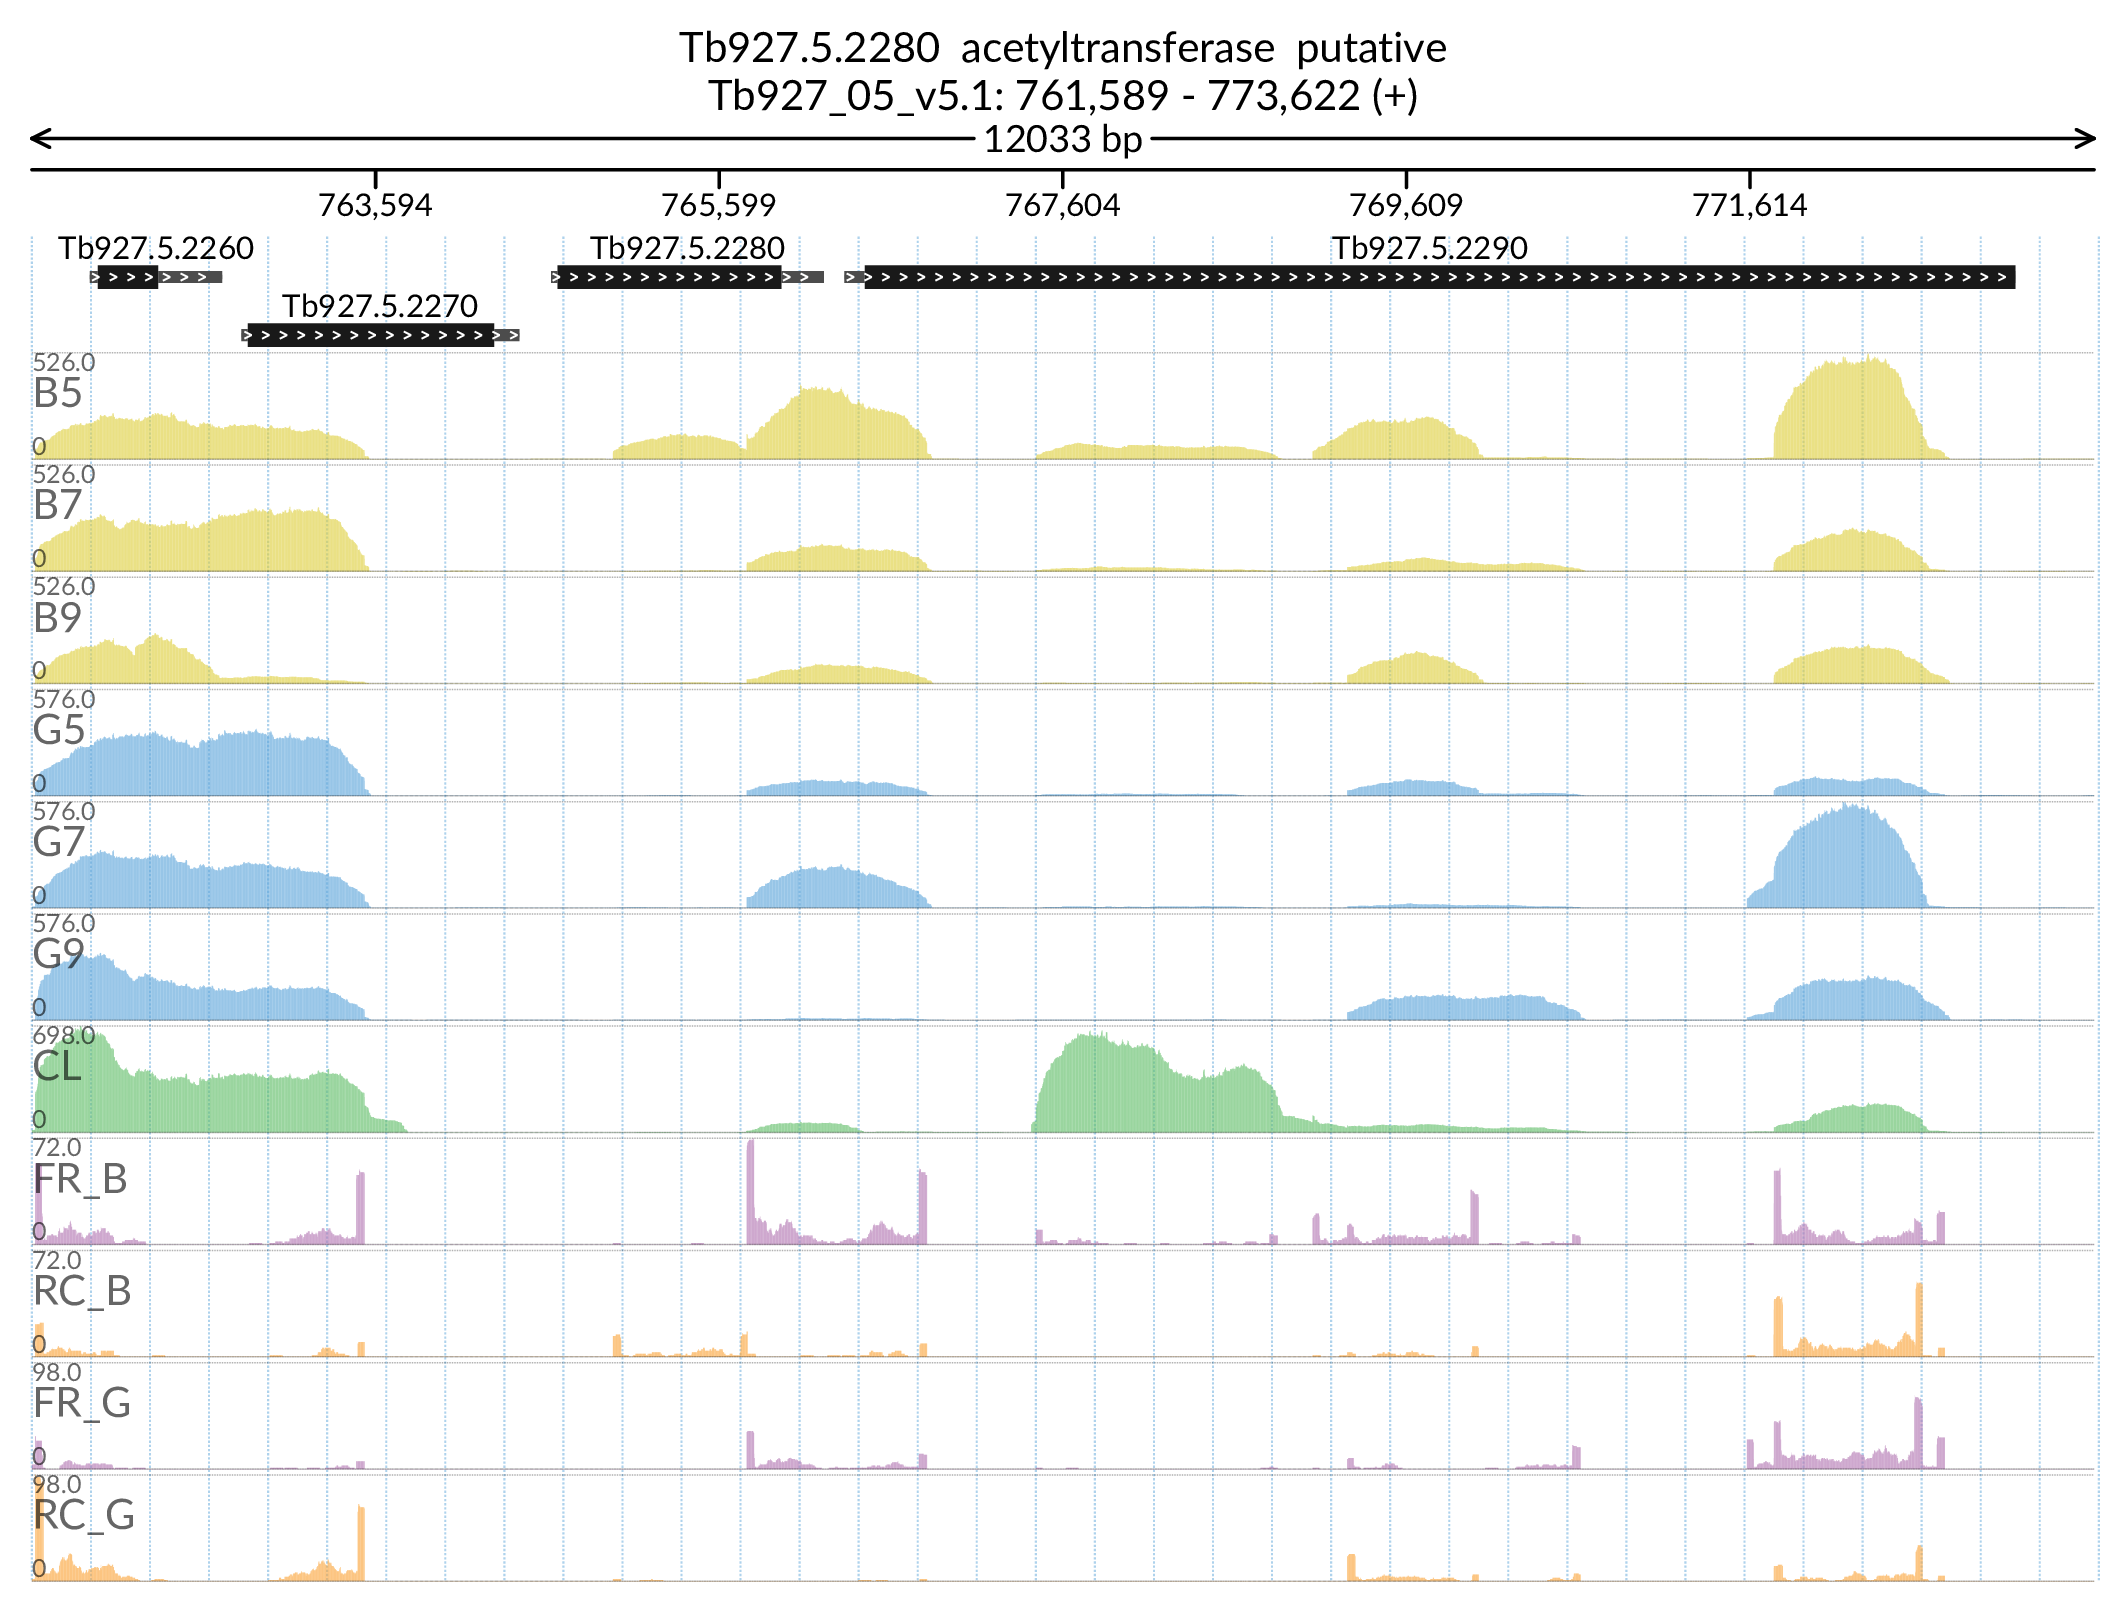 Tb927.5.2280 acetyltransferase putative
Tb927_05_v5.1: 761,589 - 773,622 (+)
12033 bp
763,594 765,599 767,604 769,609 771,614
Tb927.5.2260 Tb927.5.2280 Tb927.5.2290
Tb927.5.2270
526.0
B5
0
526.0
B7
0
526.0
B9
0
576.0
G5
0
576.0
G7
0
576.0
G9
0
698.0
CL
0
72.0
FR_B
0
72.0
RC_B
0
98.0
FR_G
0
98.0
RC_G
0